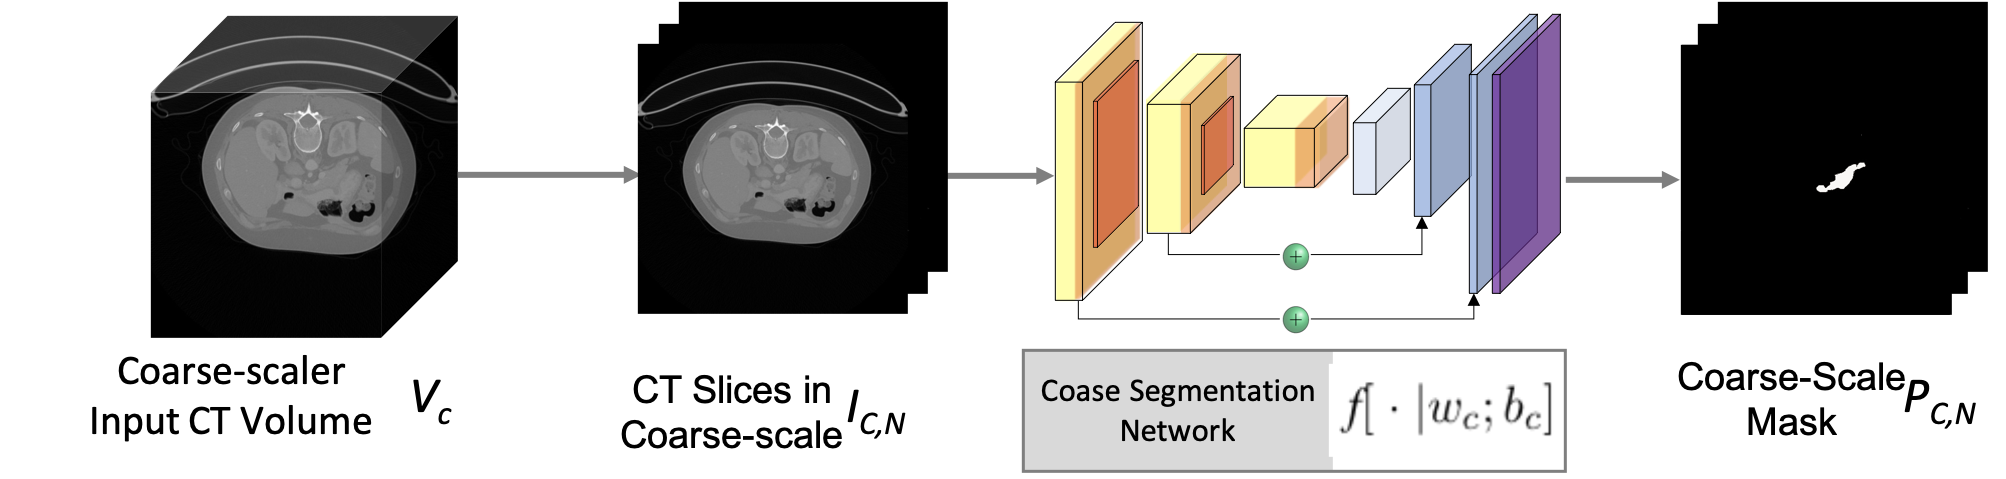 Coarse-scaler
Input CT Volume
V_c
CT Slices in
Coarse-scale
I_{C,N}
+
+
Coase Segmentation
Network
f[ · |w_c; b_c]
Coarse-Scale
Mask
P_{C,N}